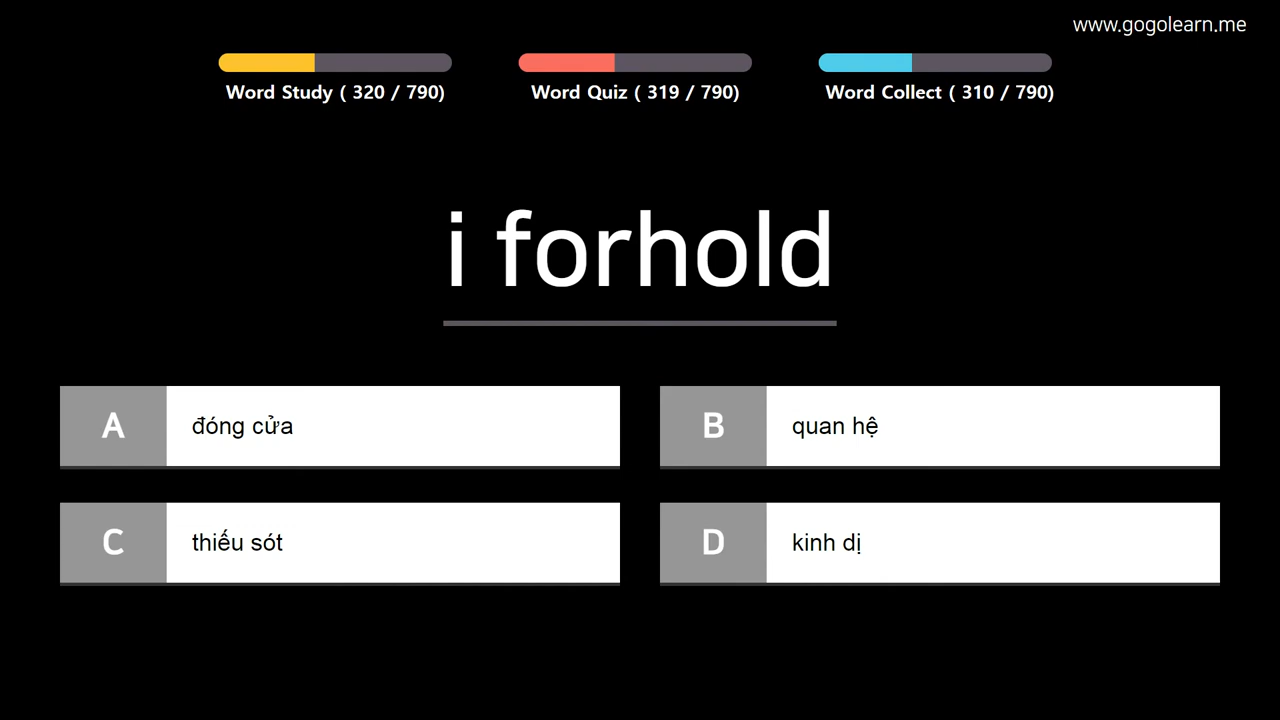 www.gogolearn.me
Word Study ( 320 / 790)
Word Quiz ( 319 / 790)
Word Collect ( 310 / 790)
i forhold
A
đóng cửa
B
quan hệ
C
thiếu sót
D
kinh dị